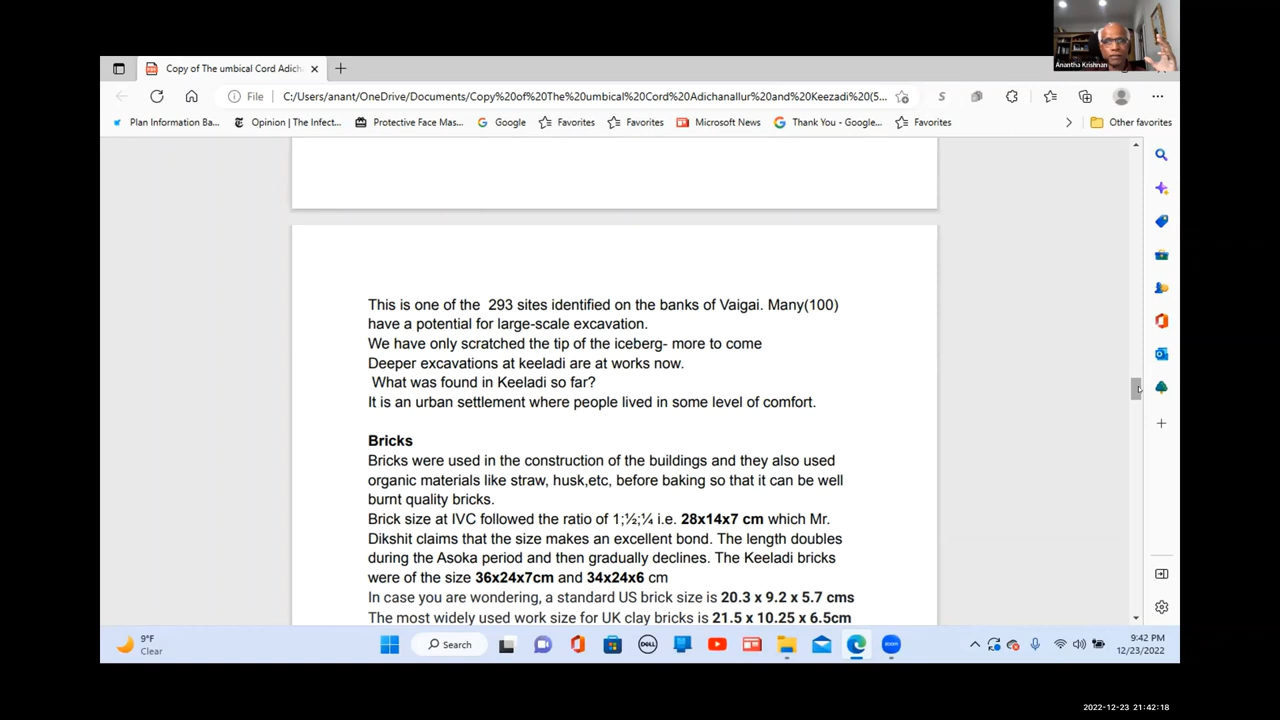 Anantha Krishnan
Copy of The umbical Cord Adich
File
C:/Users/anant/OneDrive/Documents/Copy%20of%20The%20umbical%20Cord%20Adichanallur%20and%20Keezadi%20(5...
Plan Information Ba...
Opinion | The Infect...
Protective Face Mas...
Google
Favorites
Favorites
Microsoft News
Thank You - Google...
Favorites
Other favorites
This is one of the  293 sites identified on the banks of Vaigai. Many(100)
have a potential for large-scale excavation.
We have only scratched the tip of the iceberg- more to come
Deeper excavations at keeladi are at works now.
What was found in Keeladi so far?
It is an urban settlement where people lived in some level of comfort.
Bricks
Bricks were used in the construction of the buildings and they also used
organic materials like straw, husk,etc, before baking so that it can be well
burnt quality bricks.
Brick size at IVC followed the ratio of 1;½;¼ i.e. 28x14x7 cm which Mr.
Dikshit claims that the size makes an excellent bond. The length doubles
during the Asoka period and then gradually declines. The Keeladi bricks
were of the size 36x24x7cm and 34x24x6 cm
In case you are wondering, a standard US brick size is 20.3 x 9.2 x 5.7 cms
The most widely used work size for UK clay bricks is 21.5 x 10.25 x 6.5cm
9°F
Clear
Search
DELL
zoom
9:42 PM
12/23/2022
2022-12-23 21:42:18